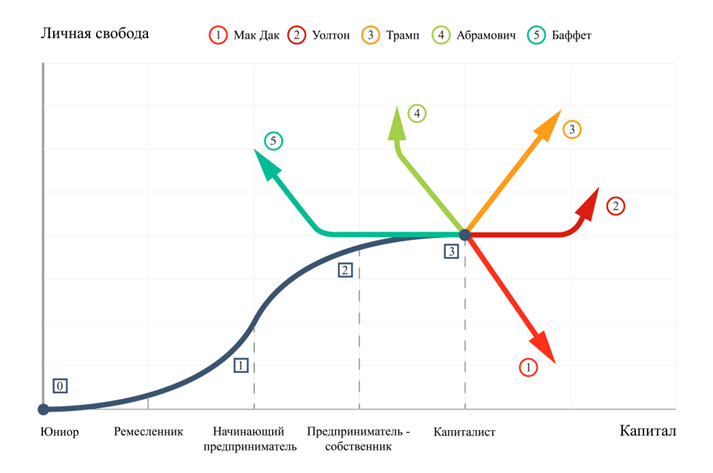 Личная свобода
1 Мак Дак 2 Уолтон 3 Трамп 4 Абрамович 5 Баффет
4
3
5
2
3
2
1
1
0
Юниор
Ремесленник
Начинающий
предприниматель
Предприниматель -
собственник
Капиталист
Капитал